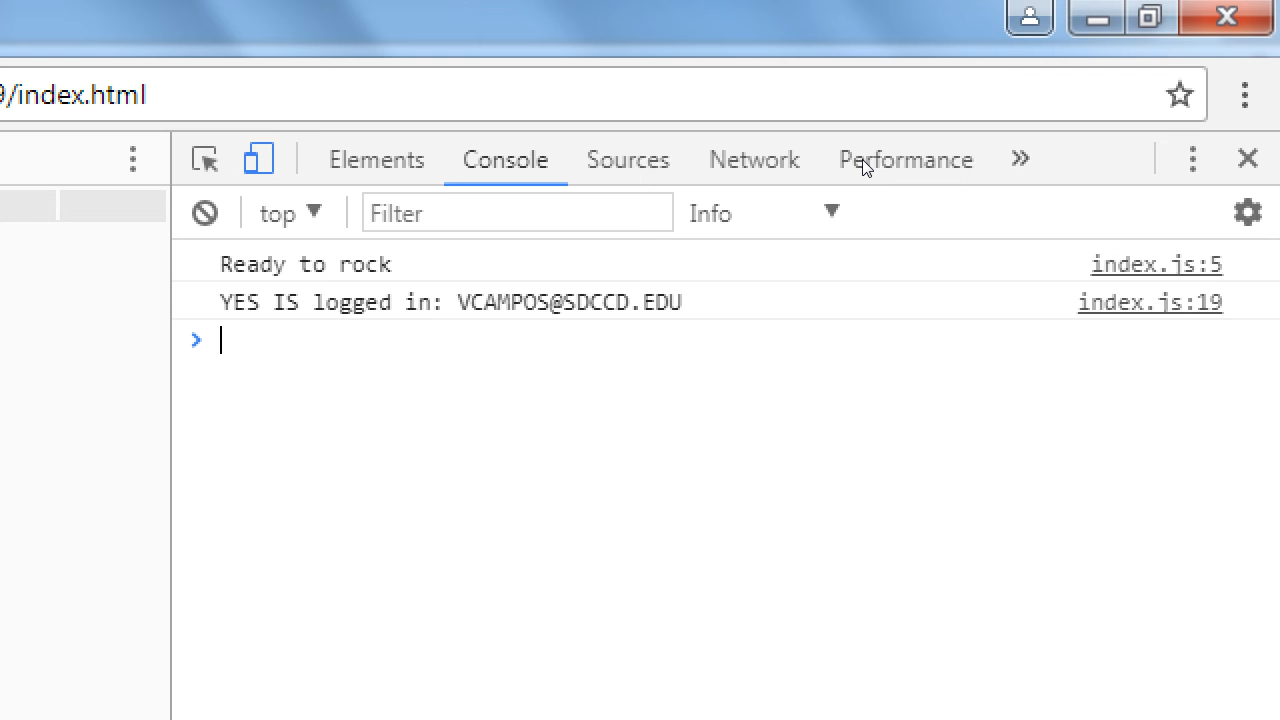 9/index.html
Elements Console Sources Network Performance
top Filter Info
Ready to rock index.js:5
YES IS logged in: VCAMPOS@SDCCD.EDU index.js:19